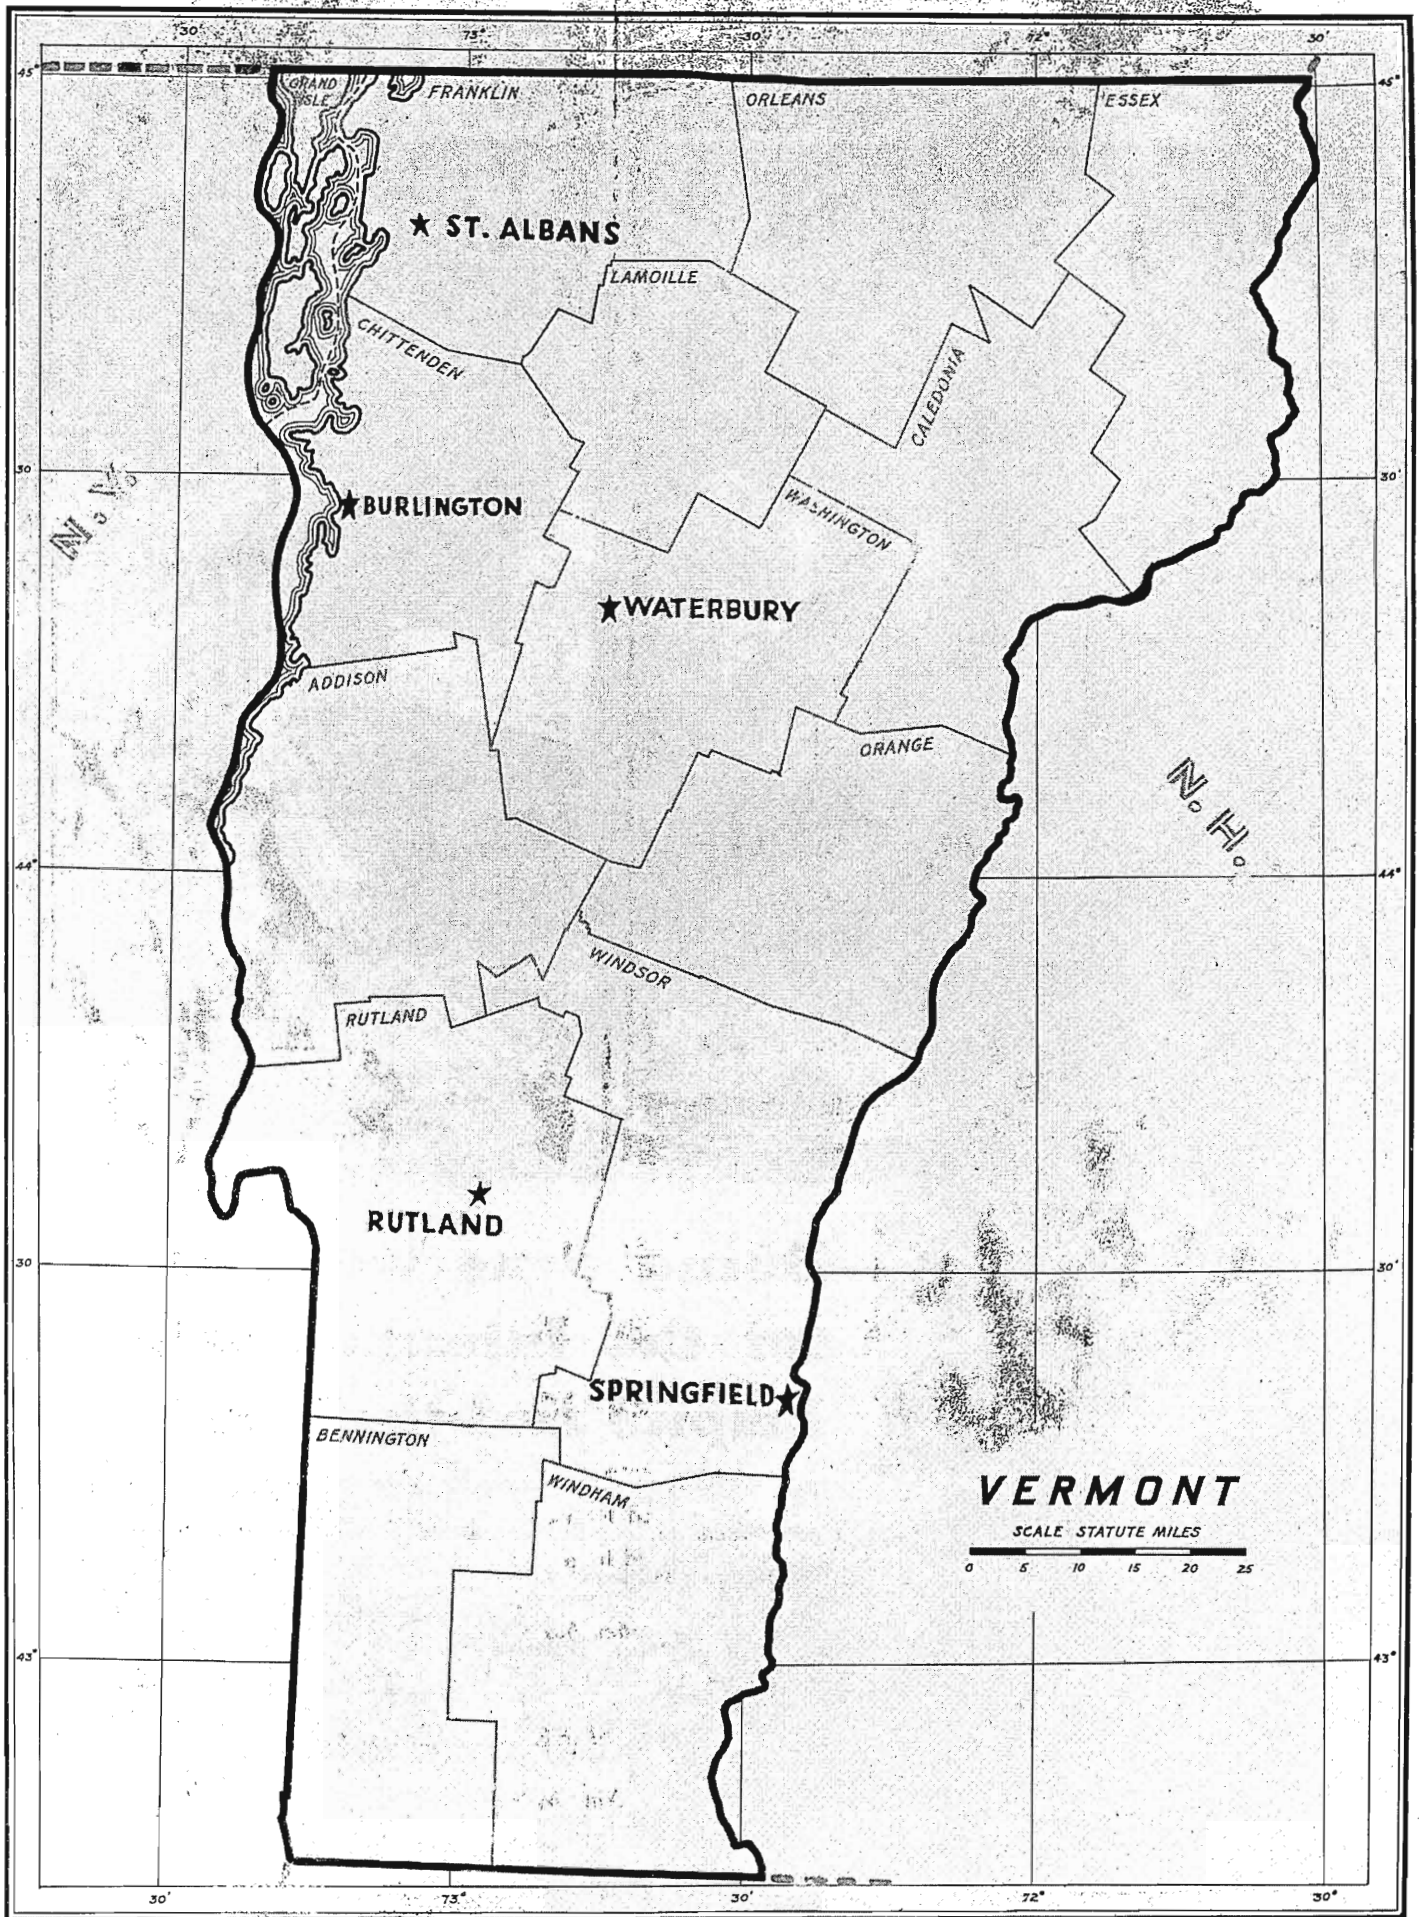 30' 73° 30' 72° 30'
45° 45°
GRAND
ISLE
FRANKLIN
ORLEANS
ESSEX
ST. ALBANS
LAMOILLE
CHITTENDEN
CALEDONIA
30 30'
N.Y.
BURLINGTON
WASHINGTON
WATERBURY
ADDISON
ORANGE
N.H.
44° 44°
WINDSOR
RUTLAND
RUTLAND
30 30'
SPRINGFIELD
BENNINGTON
WINDHAM
VERMONT
SCALE STATUTE MILES
0 5 10 15 20 25
43° 43°
30' 73° 30' 72° 30°